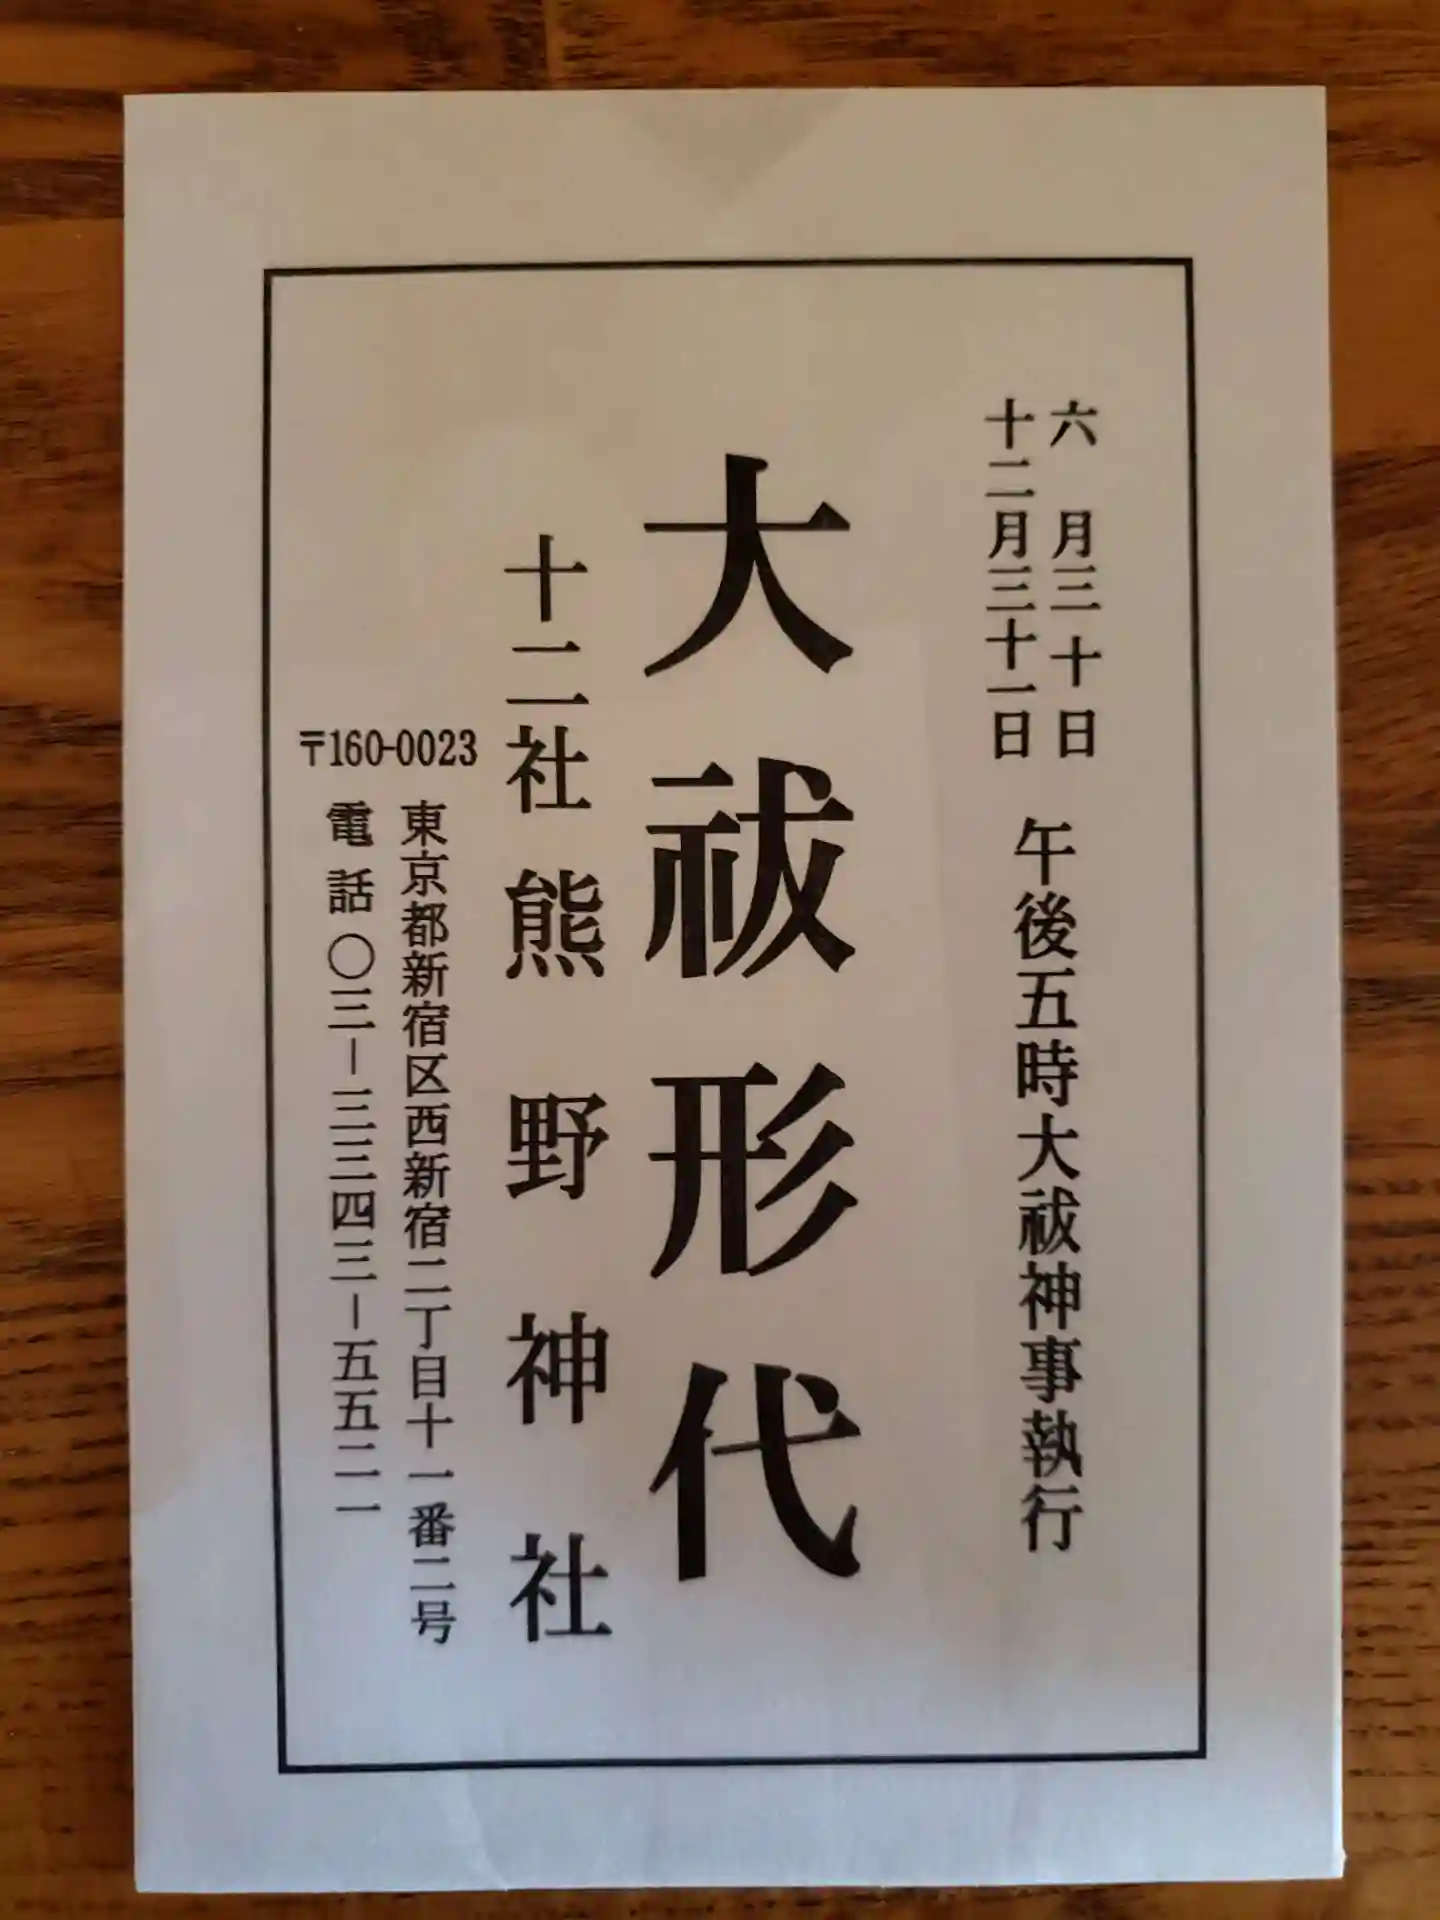 六月三十日
十二月三十一日
午後五時大祓神事執行
大祓形代
十二社熊野神社
〒160-0023
東京都新宿区西新宿二丁目十一番二号
電話〇三－三三四三－五五二一